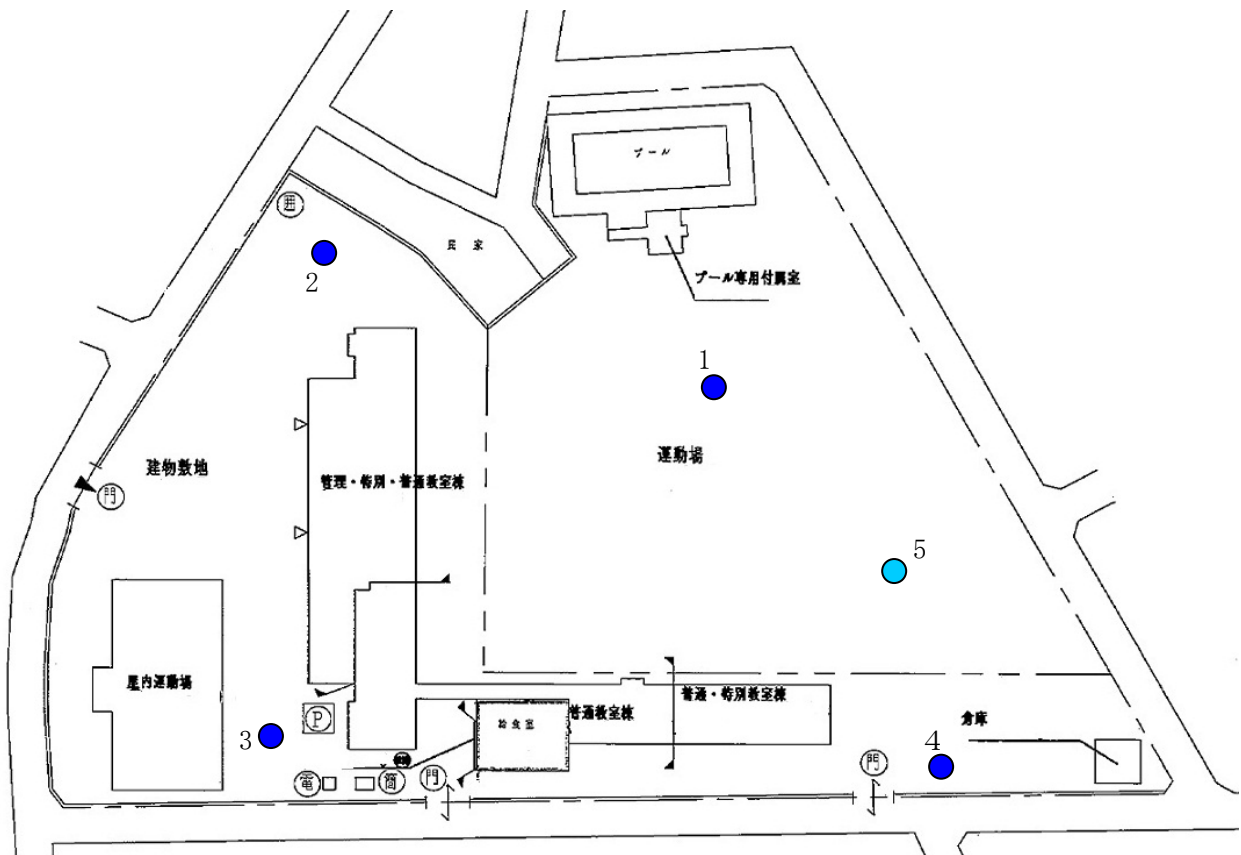 プール
囲
民 家
2
プール専用付属室
1
運動場
建物敷地
管理・特別・普通教室棟
門
5
屋内運動場
普通・特別教室棟
P
給食室
普通教室棟
倉庫
3
4
電
門
門